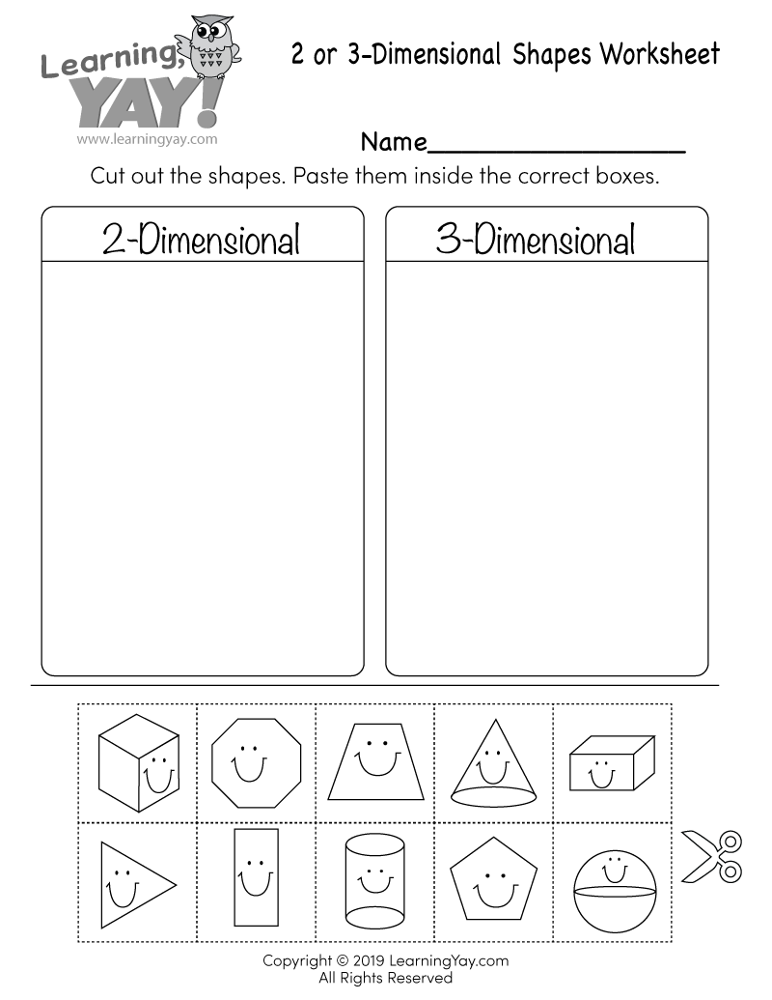 Learning,
YAY!
www.learningyay.com
2 or 3-Dimensional Shapes Worksheet
Name___________________
Cut out the shapes. Paste them inside the correct boxes.
2-Dimensional
3-Dimensional
Copyright © 2019 LearningYay.com
All Rights Reserved